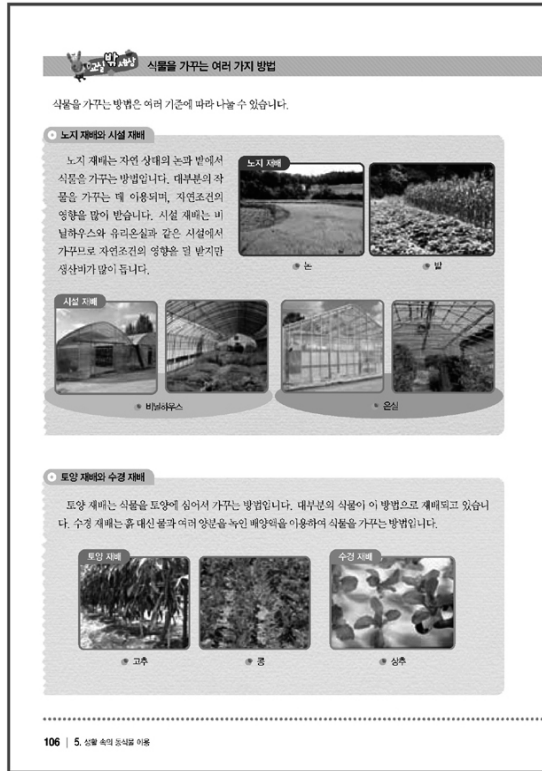 교실 밖 세상
식물을 가꾸는 여러 가지 방법
식물을 가꾸는 방법은 여러 기준에 따라 나눌 수 있습니다.
노지 재배와 시설 재배
노지 재배는 자연 상태의 논과 밭에서
식물을 가꾸는 방법입니다. 대부분의 작
물을 가꾸는 때 이용되며, 자연조건의
영향을 많이 받습니다. 시설 재배는 비
닐하우스와 유리온실과 같은 시설에서
가꾸므로 자연조건의 영향을 덜 받지만
생산비가 많이 듭니다.
노지 재배
논
밭
시설 재배
비닐하우스
온실
토양 재배와 수경 재배
토양 재배는 식물을 토양에 심어서 가꾸는 방법입니다. 대부분의 식물이 이 방법으로 재배되고 있습니
다. 수경 재배는 흙 대신 물과 여러 양분을 녹인 배양액을 이용하여 식물을 가꾸는 방법입니다.
토양 재배
수경 재배
고추
콩
상추
106 | 5. 생활 속의 동식물 이용